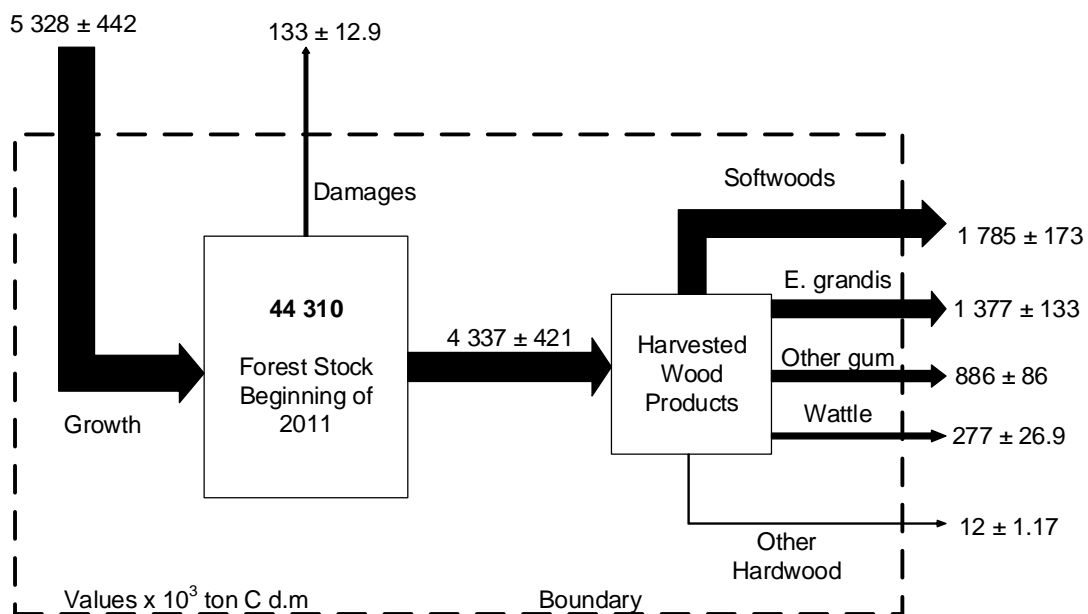 5 328 ± 442
133 ± 12.9
Damages
Softwoods
1 785 ± 173
44 310
Forest Stock
Beginning of
2011
Growth
4 337 ± 421
Harvested
Wood
Products
E. grandis
1 377 ± 133
Other gum
886 ± 86
Wattle
277 ± 26.9
Other
Hardwood
12 ± 1.17
Values x 10³ ton C d.m
Boundary